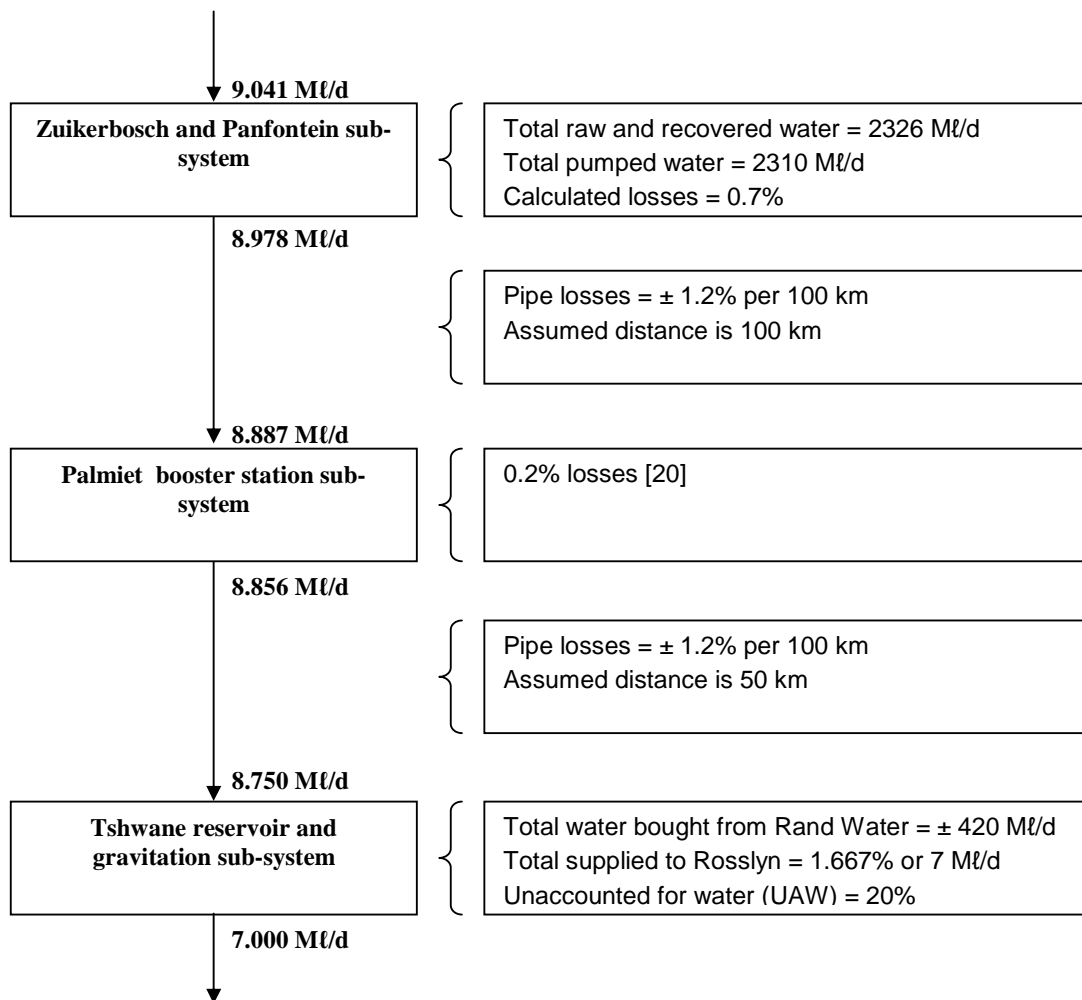 9.041 Mℓ/d
Zuikerbosch and Panfontein sub-
system
Total raw and recovered water = 2326 Mℓ/d
Total pumped water = 2310 Mℓ/d
Calculated losses = 0.7%
8.978 Mℓ/d
Pipe losses = ± 1.2% per 100 km
Assumed distance is 100 km
8.887 Mℓ/d
Palmiet booster station sub-
system
0.2% losses [20]
8.856 Mℓ/d
Pipe losses = ± 1.2% per 100 km
Assumed distance is 50 km
8.750 Mℓ/d
Tshwane reservoir and
gravitation sub-system
Total water bought from Rand Water = ± 420 Mℓ/d
Total supplied to Rosslyn = 1.667% or 7 Mℓ/d
Unaccounted for water (UAW) = 20%
7.000 Mℓ/d